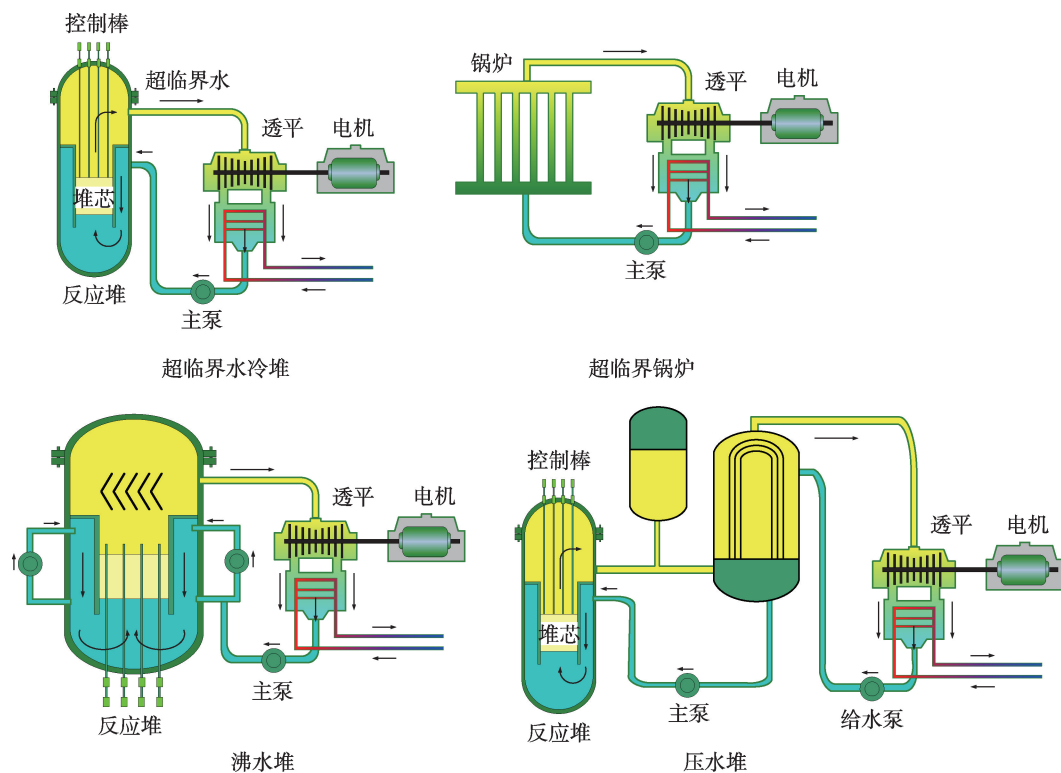 控制棒
超临界水
透平
电机
堆芯
反应堆
主泵
超临界水冷堆
锅炉
透平
电机
主泵
超临界锅炉
透平
电机
主泵
反应堆
沸水堆
控制棒
透平
电机
堆芯
反应堆
主泵
给水泵
压水堆